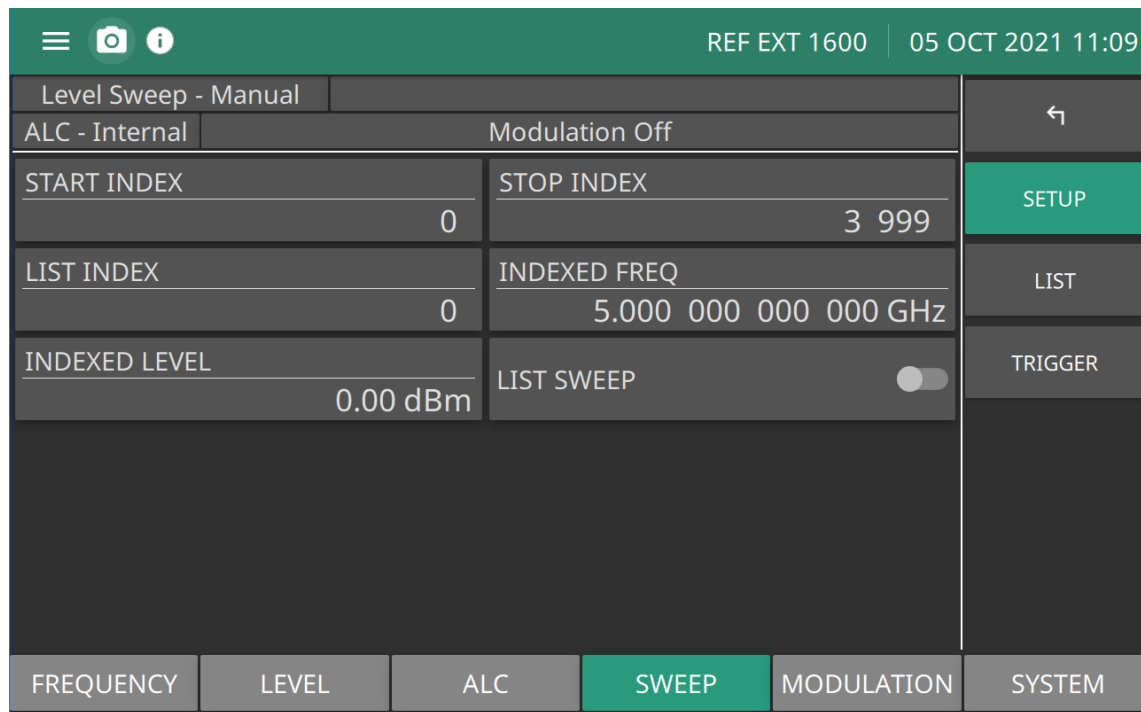 REF EXT 1600 05 OCT 2021 11:09
Level Sweep - Manual
ALC - Internal Modulation Off
START INDEX
0
STOP INDEX
3 999
LIST INDEX
0
INDEXED FREQ
5.000 000 000 000 GHz
INDEXED LEVEL
0.00 dBm
LIST SWEEP
SETUP
LIST
TRIGGER
FREQUENCY LEVEL ALC SWEEP MODULATION SYSTEM